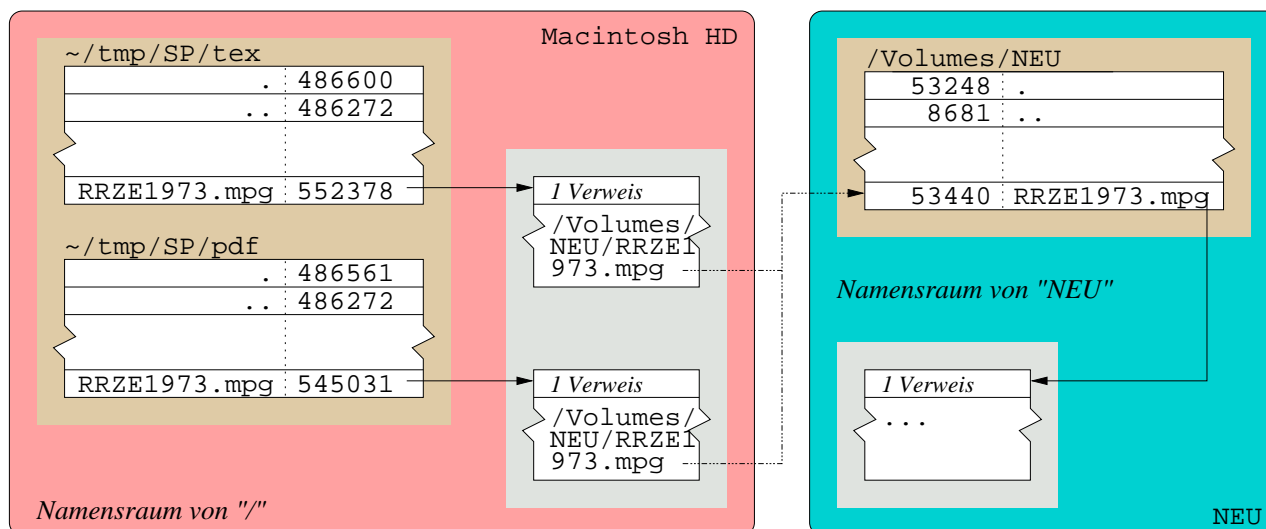 Macintosh HD
~/tmp/SP/tex
. 486600
.. 486272
RRZE1973.mpg 552378
~/tmp/SP/pdf
. 486561
.. 486272
RRZE1973.mpg 545031
1 Verweis
/Volumes/
NEU/RRZE1
973.mpg
1 Verweis
/Volumes/
NEU/RRZE1
973.mpg
Namensraum von "/"
/Volumes/NEU
53248 .
8681 ..
53440 RRZE1973.mpg
Namensraum von "NEU"
1 Verweis
...
NEU